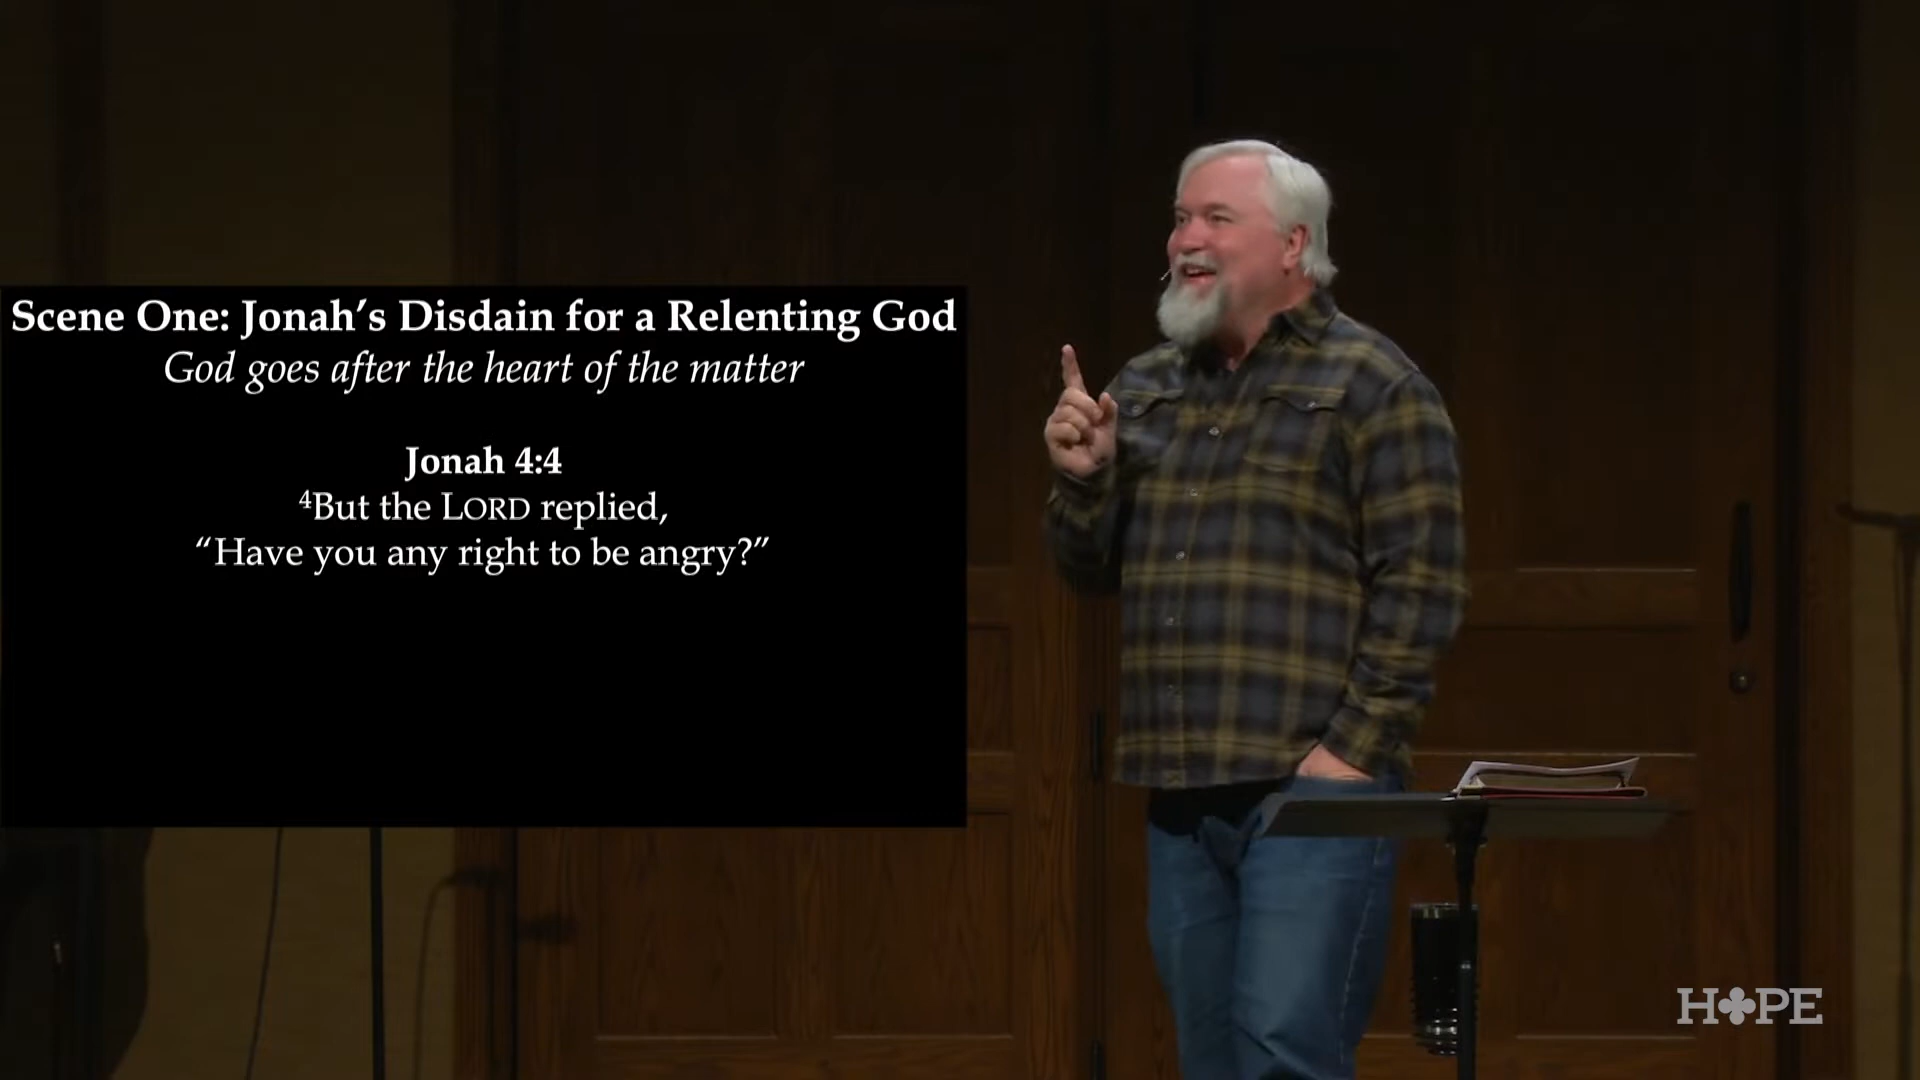 Scene One: Jonah’s Disdain for a Relenting God
God goes after the heart of the matter
Jonah 4:4
⁴But the LORD replied,
“Have you any right to be angry?”
HOPE